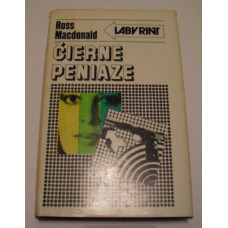 Ross
Macdonald
LABYRINT
ČIERNE
PENIAZE